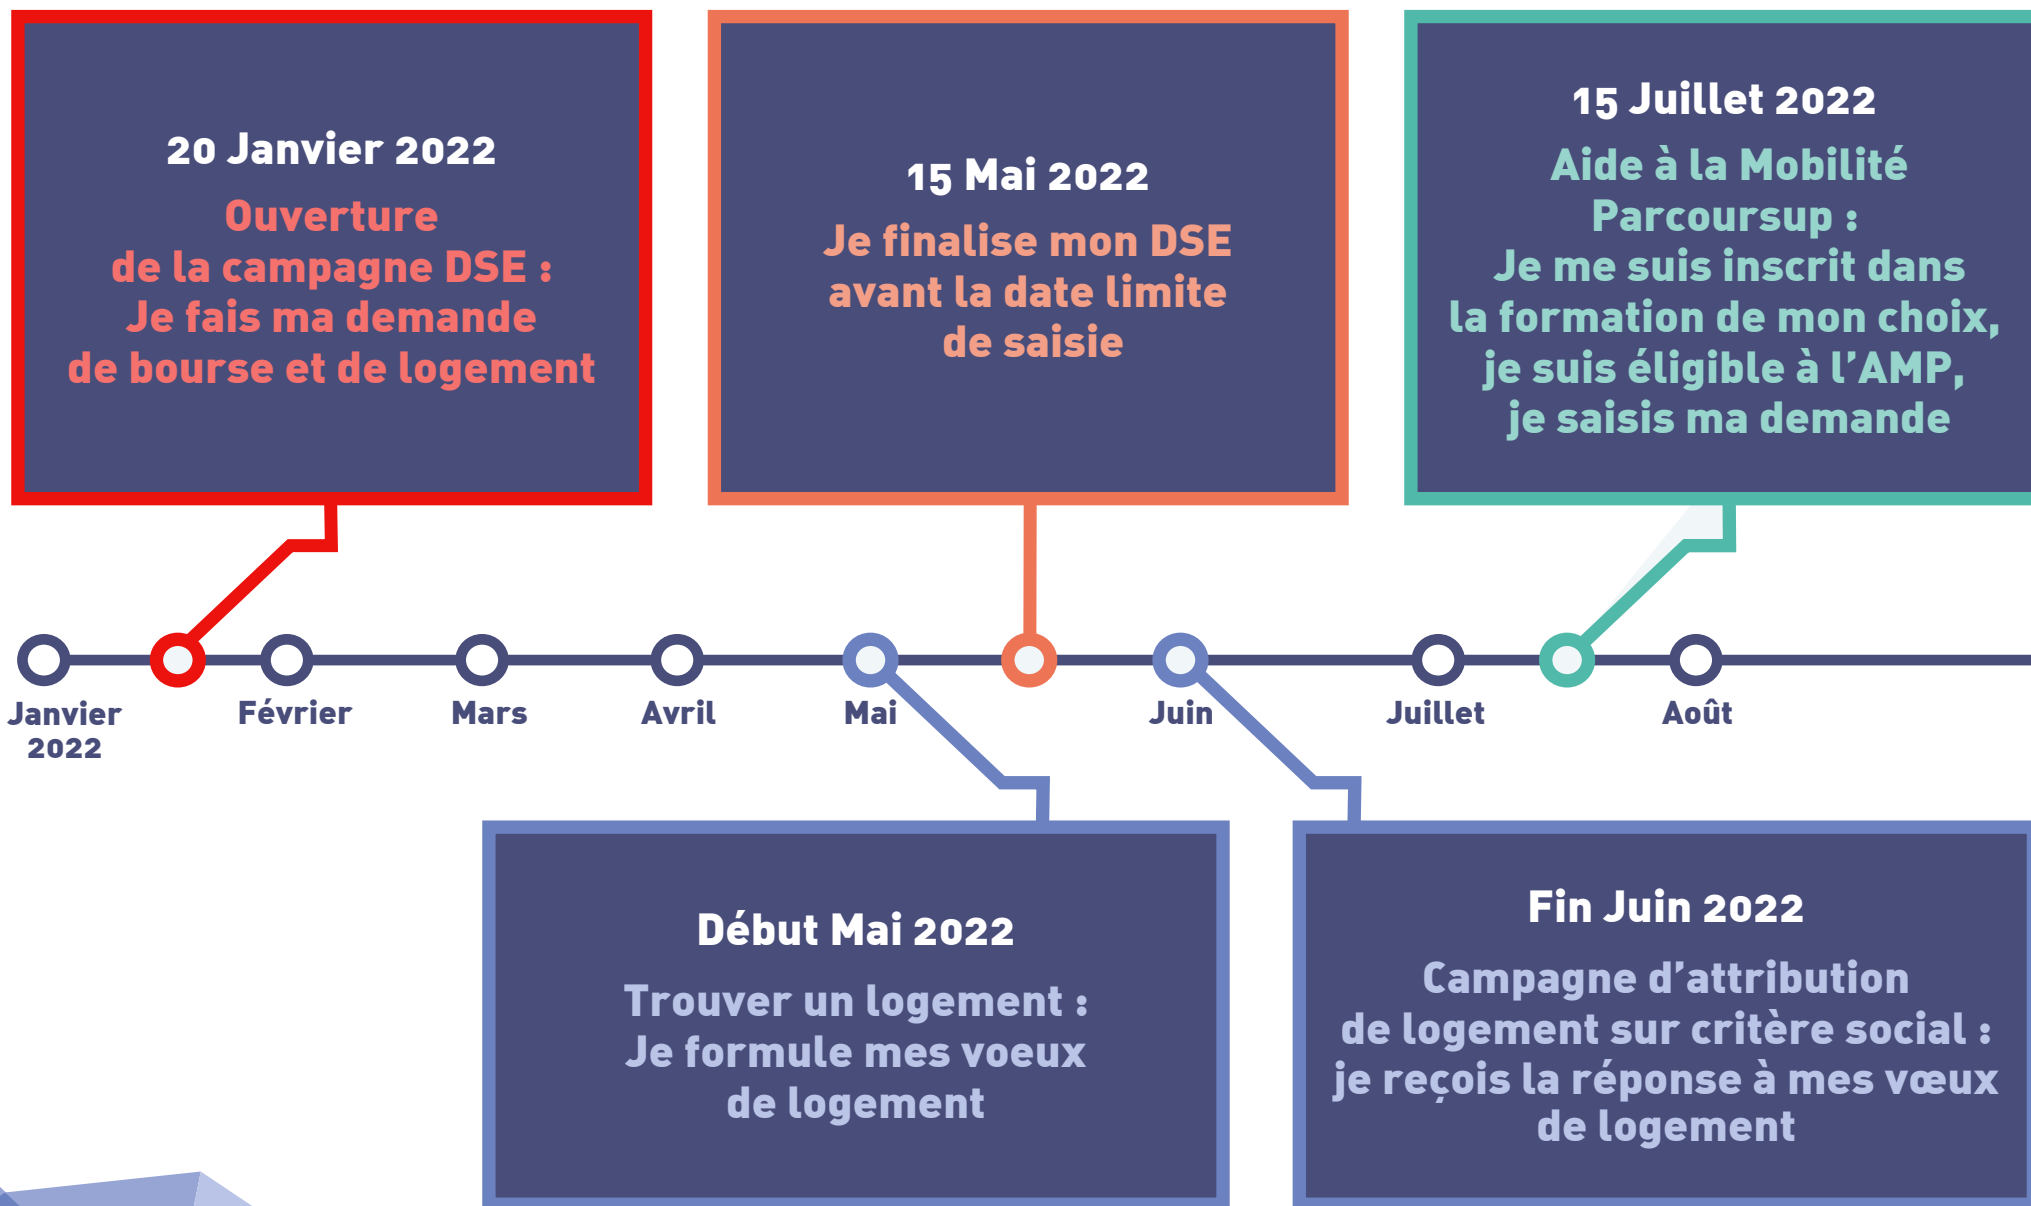 20 Janvier 2022
Ouverture
de la campagne DSE :
Je fais ma demande
de bourse et de logement
15 Mai 2022
Je finalise mon DSE
avant la date limite
de saisie
15 Juillet 2022
Aide à la Mobilité
Parcoursup :
Je me suis inscrit dans
la formation de mon choix,
je suis éligible à l’AMP,
je saisis ma demande
Janvier
2022
Février
Mars
Avril
Mai
Juin
Juillet
Août
Début Mai 2022
Trouver un logement :
Je formule mes voeux
de logement
Fin Juin 2022
Campagne d’attribution
de logement sur critère social :
je reçois la réponse à mes vœux
de logement